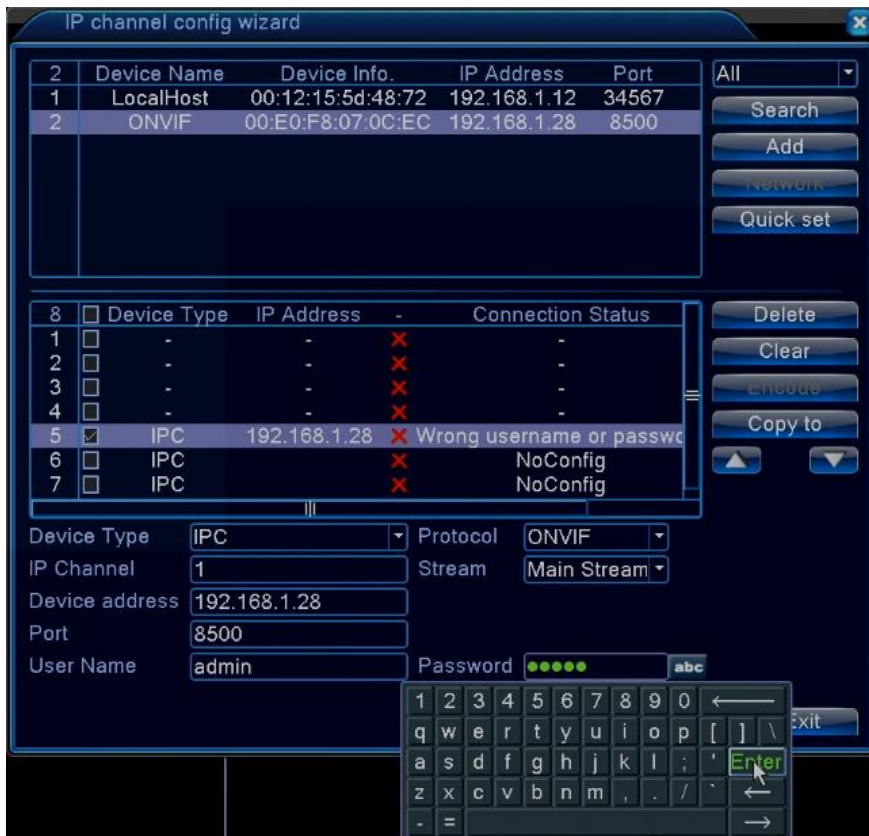 IP channel config wizard
2 Device Name Device Info. IP Address Port
1 LocalHost 00:12:15:5d:48:72 192.168.1.12 34567
2 ONVIF 00:E0:F8:07:0C:EC 192.168.1.28 8500
All
Search
Add
Network
Quick set
8 Device Type IP Address - Connection Status
1 - - -
2 - - -
3 - - -
4 - - -
5 IPC 192.168.1.28 Wrong username or passwo
6 IPC NoConfig
7 IPC NoConfig
Delete
Clear
Encode
Copy to
Device Type IPC Protocol ONVIF
IP Channel 1 Stream Main Stream
Device address 192.168.1.28
Port 8500
User Name admin Password ●●●●● abc
1 2 3 4 5 6 7 8 9 0 ←
q w e r t y u i o p [ ] \
a s d f g h j k l ; ' Enter
z x c v b n m , . / ` ←
- = →
Exit